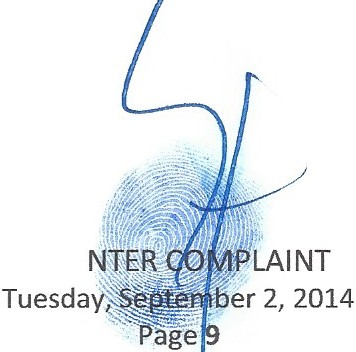 NTER COMPLAINT
Tuesday, September 2, 2014
Page 9